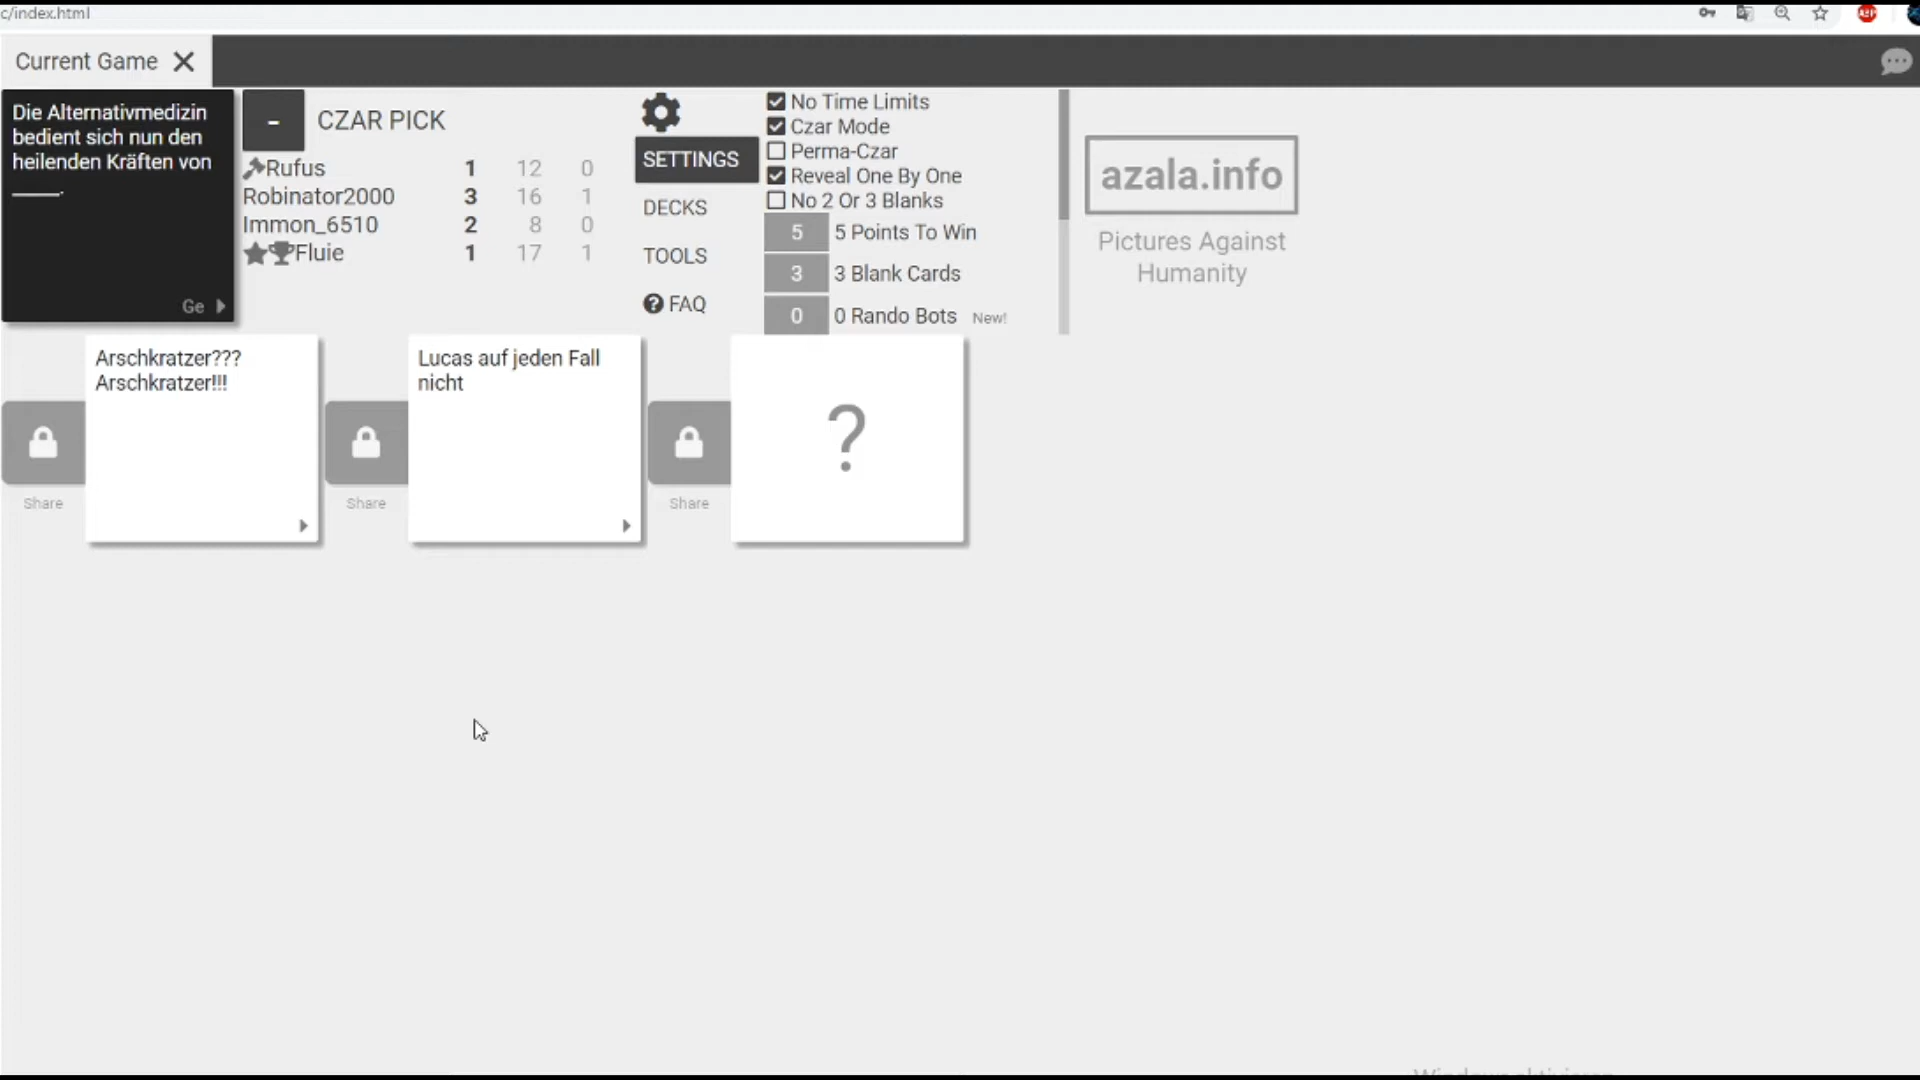 c/index.html
Current Game
Die Alternativmedizin
bedient sich nun den
heilenden Kräften von
____.
Ge
-
CZAR PICK
Rufus 1 12 0
Robinator2000 3 16 1
Immon_6510 2 8 0
Fluie 1 17 1
SETTINGS
DECKS
TOOLS
? FAQ
No Time Limits
Czar Mode
Perma-Czar
Reveal One By One
No 2 Or 3 Blanks
5 5 Points To Win
3 3 Blank Cards
0 0 Rando Bots New!
azala.info
Pictures Against
Humanity
ABP
Arschkratzer???
Arschkratzer!!!
Share
Lucas auf jeden Fall
nicht
Share
?
Share